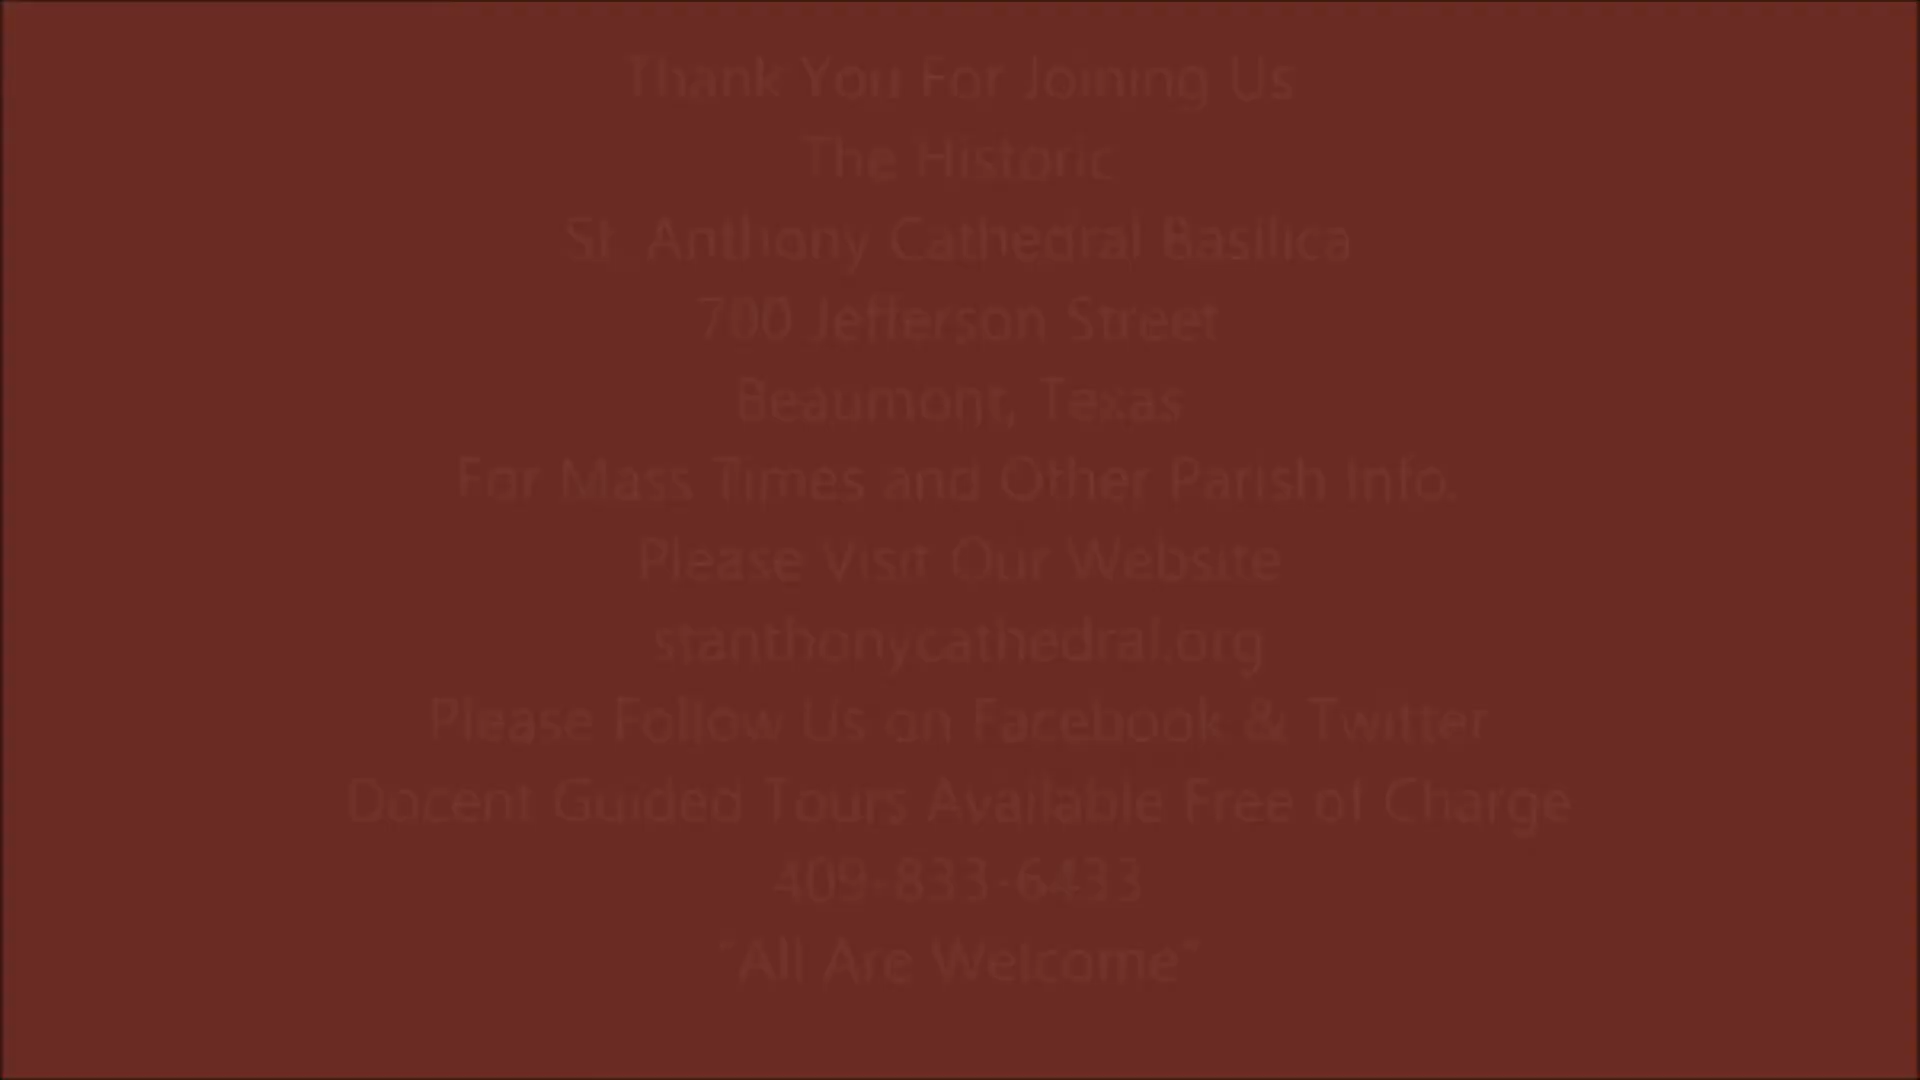 Thank You For Joining Us
The Historic
St. Anthony Cathedral Basilica
700 Jefferson Street
Beaumont, Texas
For Mass Times and Other Parish Info.
Please Visit Our Website
stanthonycathedral.org
Please Follow Us on Facebook & Twitter
Docent Guided Tours Available Free of Charge
409-833-6433
"All Are Welcome"